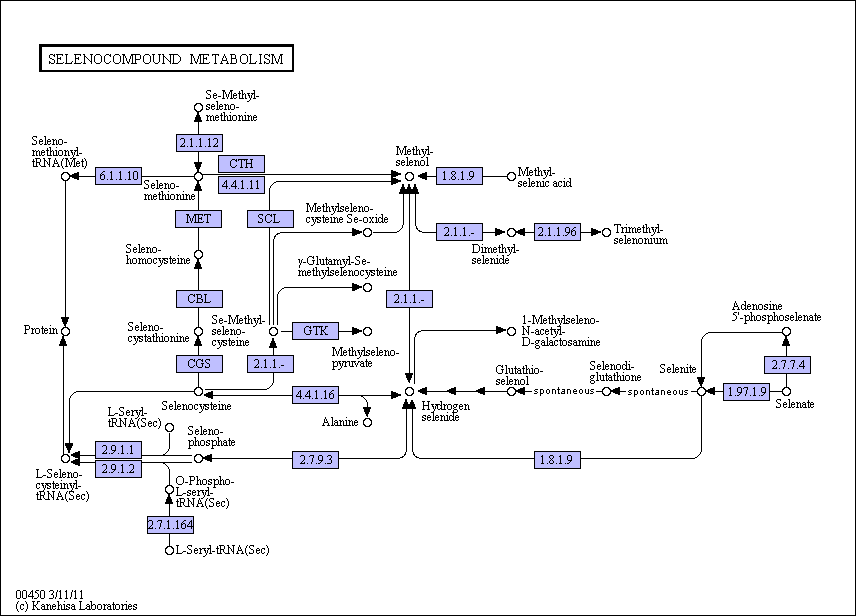 SELENOCOMPOUND METABOLISM
Se-Methyl-
seleno-
methionine
Seleno-
methionyl-
tRNA(Met)
2.1.1.12
Methyl-
selenol
6.1.1.10
CTH
4.4.1.11
1.8.1.9
Methyl-
selenic acid
Seleno-
methionine
MET
SCL
Methylseleno-
cysteine Se-oxide
2.1.1.-
2.1.1.96
Trimethyl-
selenonium
Dimethyl-
selenide
Seleno-
homocysteine
γ-Glutamyl-Se-
methylselenocysteine
CBL
2.1.1.-
Protein
Seleno-
cystathionine
Se-Methyl-
seleno-
cysteine
GTK
Methylseleno-
pyruvate
1-Methylseleno-
N-acetyl-
D-galactosamine
Adenosine
5'-phosphoselenate
CGS
2.1.1.-
Glutathio-
selenol
Selenodi-
glutathione
Selenite
2.7.7.4
Selenocysteine
4.4.1.16
Alanine
Hydrogen
selenide
spontaneous
spontaneous
1.97.1.9
Selenate
L-Seryl-
tRNA(Sec)
Seleno-
phosphate
2.9.1.1
2.9.1.2
2.7.9.3
1.8.1.9
L-Seleno-
cysteinyl-
tRNA(Sec)
O-Phospho-
L-seryl-
tRNA(Sec)
2.7.1.164
L-Seryl-tRNA(Sec)
00450 3/11/11
(c) Kanehisa Laboratories